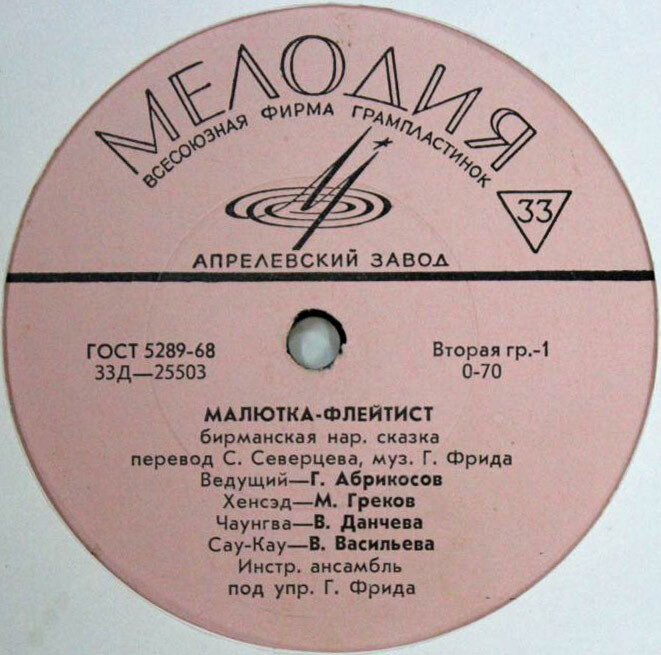 МЕЛОДИЯ
ВСЕСОЮЗНАЯ ФИРМА ГРАМПЛАСТИНОК
33
АПРЕЛЕВСКИЙ ЗАВОД
ГОСТ 5289-68 Вторая гр.-1
33Д—25503 0-70
МАЛЮТКА-ФЛЕЙТИСТ
бирманская нар. сказка
перевод С. Северцева, муз. Г. Фрида
Ведущий—Г. Абрикосов
Хенсэд—М. Греков
Чаунгва—В. Данчева
Сау-Кау—В. Васильева
Инстр. ансамбль
под упр. Г. Фрида